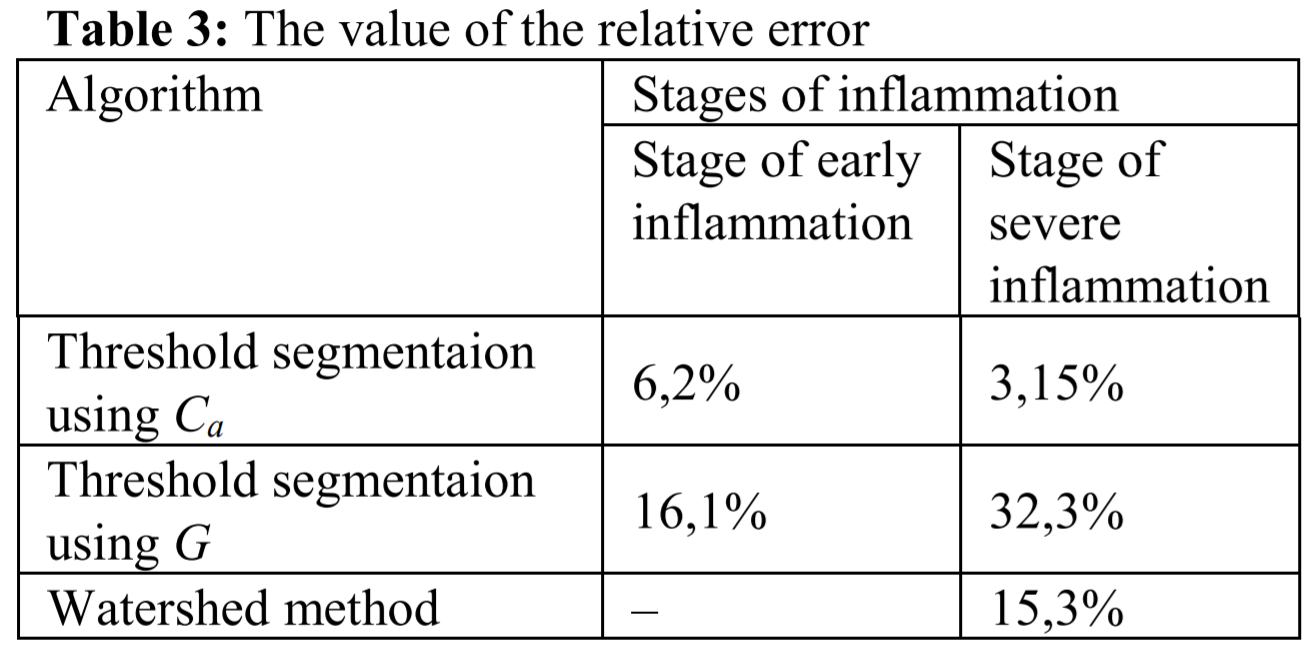 Table 3: The value of the relative error
Algorithm
Stages of inflammation
Stage of early
inflammation
Stage of
severe
inflammation
Threshold segmentaion
using Ca
6,2%
3,15%
Threshold segmentaion
using G
16,1%
32,3%
Watershed method
–
15,3%